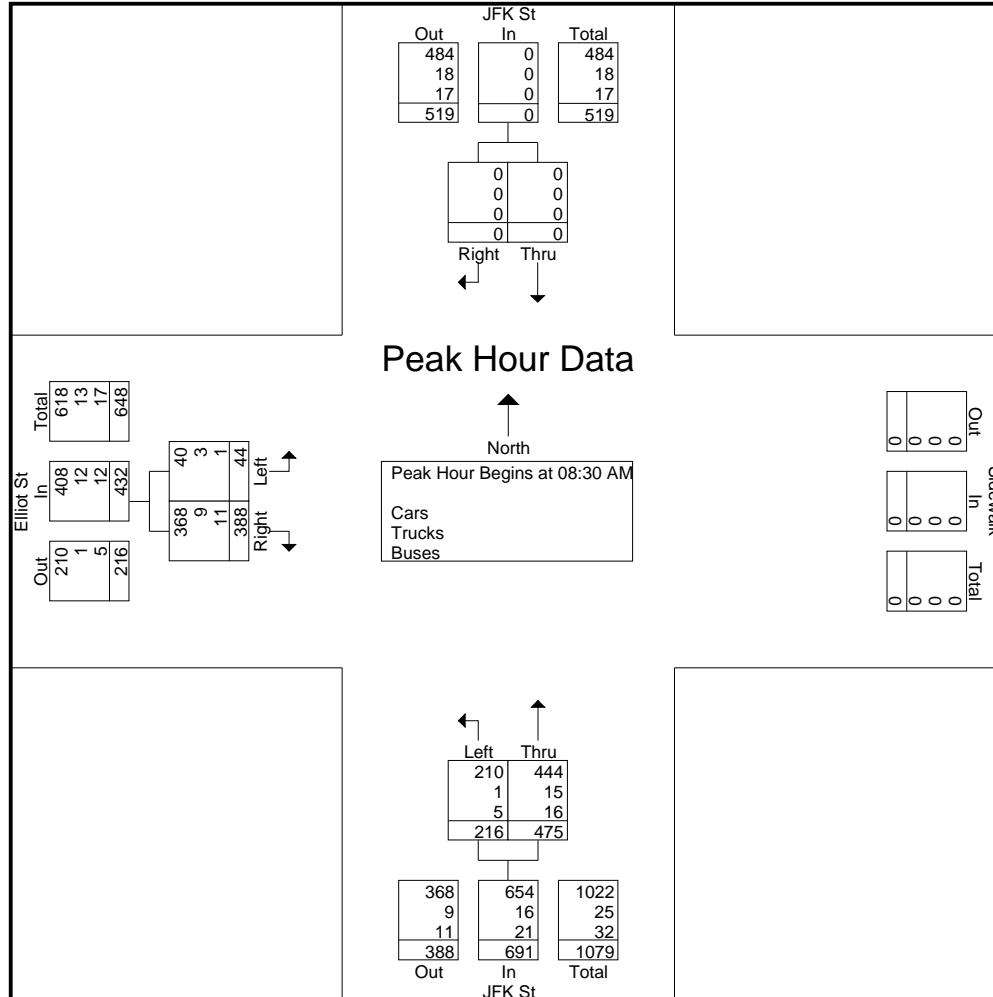 JFK St
Out In Total
484 0 484
18 0 18
17 0 17
519 0 519
0 0
0 0
0 0
0 0
Right Thru
Peak Hour Data
North
Peak Hour Begins at 08:30 AM
Cars
Trucks
Buses
Elliot St
Out In Total
210 408 618
1 12 13
5 12 17
216 432 648
Right Left
368 40
9 3
11 1
388 44
Out In Total
0 0 0
0 0 0
0 0 0
0 0 0
Left Thru
210 444
1 15
5 16
216 475
368 654 1022
9 16 25
11 21 32
388 691 1079
Out In Total
JFK St